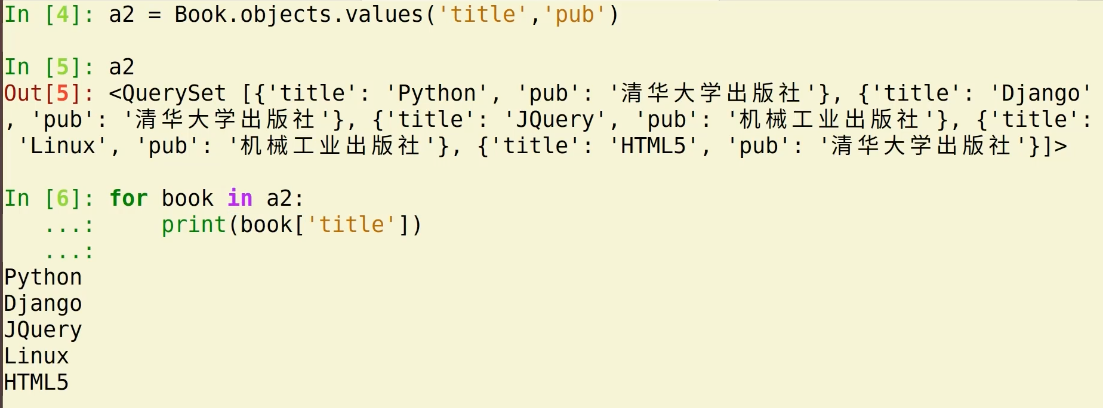 In [4]: a2 = Book.objects.values('title','pub')
In [5]: a2
Out[5]: <QuerySet [{'title': 'Python', 'pub': '清华大学出版社'}, {'title': 'Django'
, 'pub': '清华大学出版社'}, {'title': 'JQuery', 'pub': '机械工业出版社'}, {'title':
 'Linux', 'pub': '机械工业出版社'}, {'title': 'HTML5', 'pub': '清华大学出版社'}]>
In [6]: for book in a2:
   ...:     print(book['title'])
   ...:
Python
Django
JQuery
Linux
HTML5